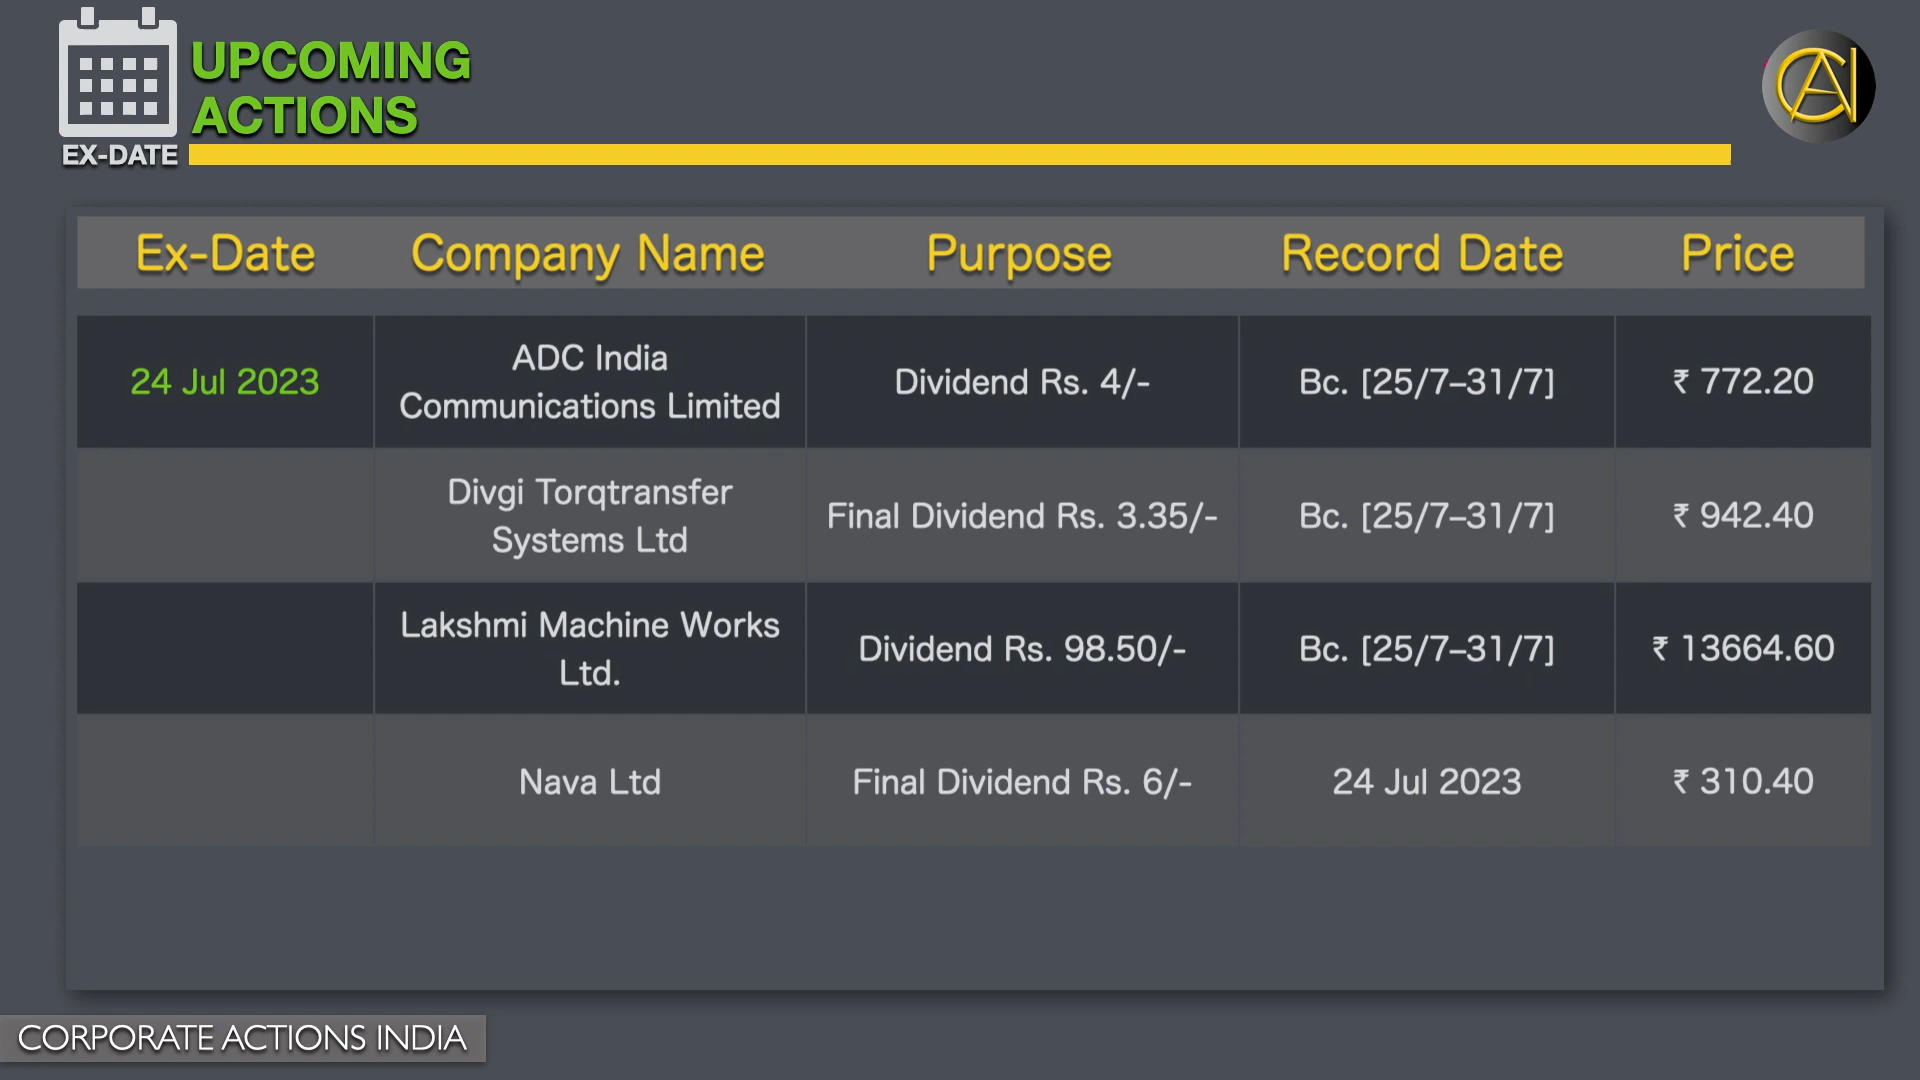 UPCOMING
ACTIONS
EX-DATE
CAI
Ex-Date Company Name Purpose Record Date Price
24 Jul 2023 ADC India Communications Limited Dividend Rs. 4/- Bc. [25/7–31/7] ₹ 772.20
Divgi Torqtransfer Systems Ltd Final Dividend Rs. 3.35/- Bc. [25/7–31/7] ₹ 942.40
Lakshmi Machine Works Ltd. Dividend Rs. 98.50/- Bc. [25/7–31/7] ₹ 13664.60
Nava Ltd Final Dividend Rs. 6/- 24 Jul 2023 ₹ 310.40
CORPORATE ACTIONS INDIA